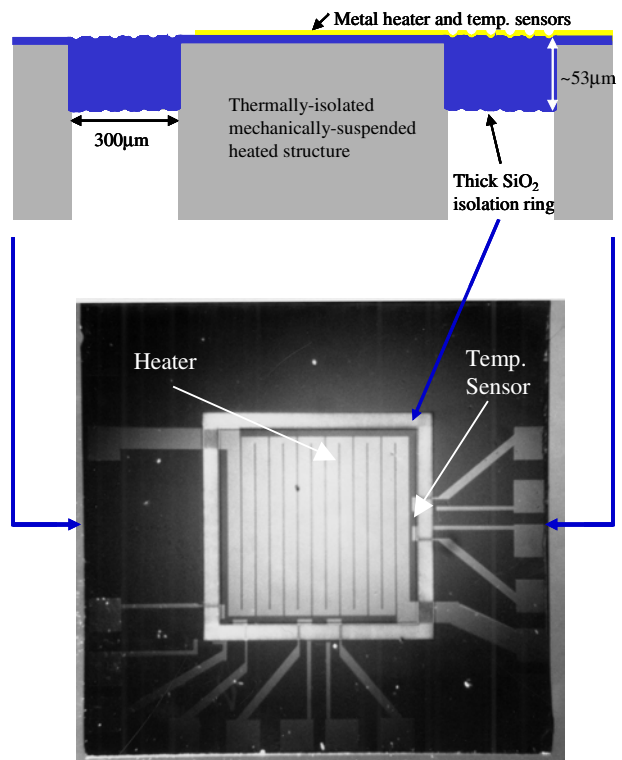 Metal heater and temp. sensors
~53µm
Thermally-isolated
mechanically-suspended
heated structure
300µm
Thick SiO₂
isolation ring
Heater
Temp.
Sensor